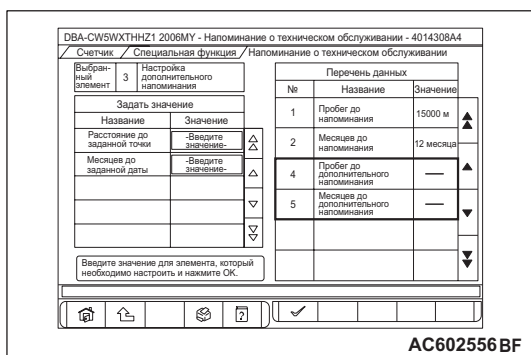 DBA-CW5WXTHHZ1 2006MY - Напоминание о техническом обслуживании - 4014308A4
Счетчик / Специальная функция / Напоминание о техническом обслуживании
Выбран-
ный
элемент
3
Настройка
дополнительного
напоминания
Задать значение
Название Значение
Расстояние до
заданной точки
-Введите
значение-
Месяцев до
заданной даты
-Введите
значение-
Введите значение для элемента, который
необходимо настроить и нажмите OK.
Перечень данных
№ Название Значение
1
Пробег до
напоминания
15000 м
2
Месяцев до
напоминания
12 месяца
4
Пробег до
дополнительного
напоминания
—
5
Месяцев до
дополнительного
напоминания
—
?
AC602556BF